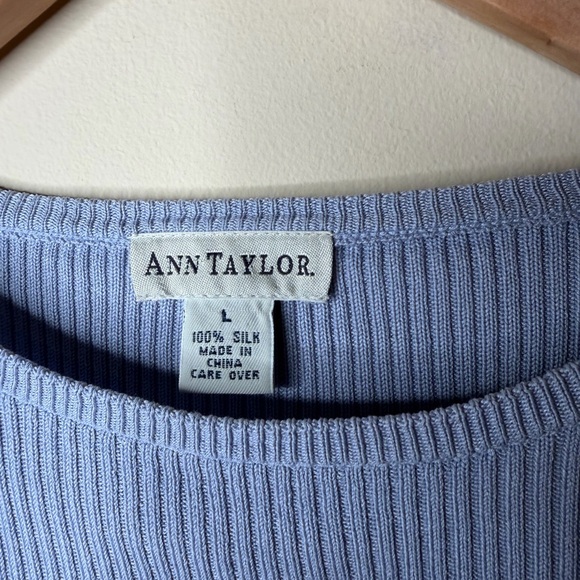 ANN TAYLOR.
L
100% SILK
MADE IN
CHINA
CARE OVER